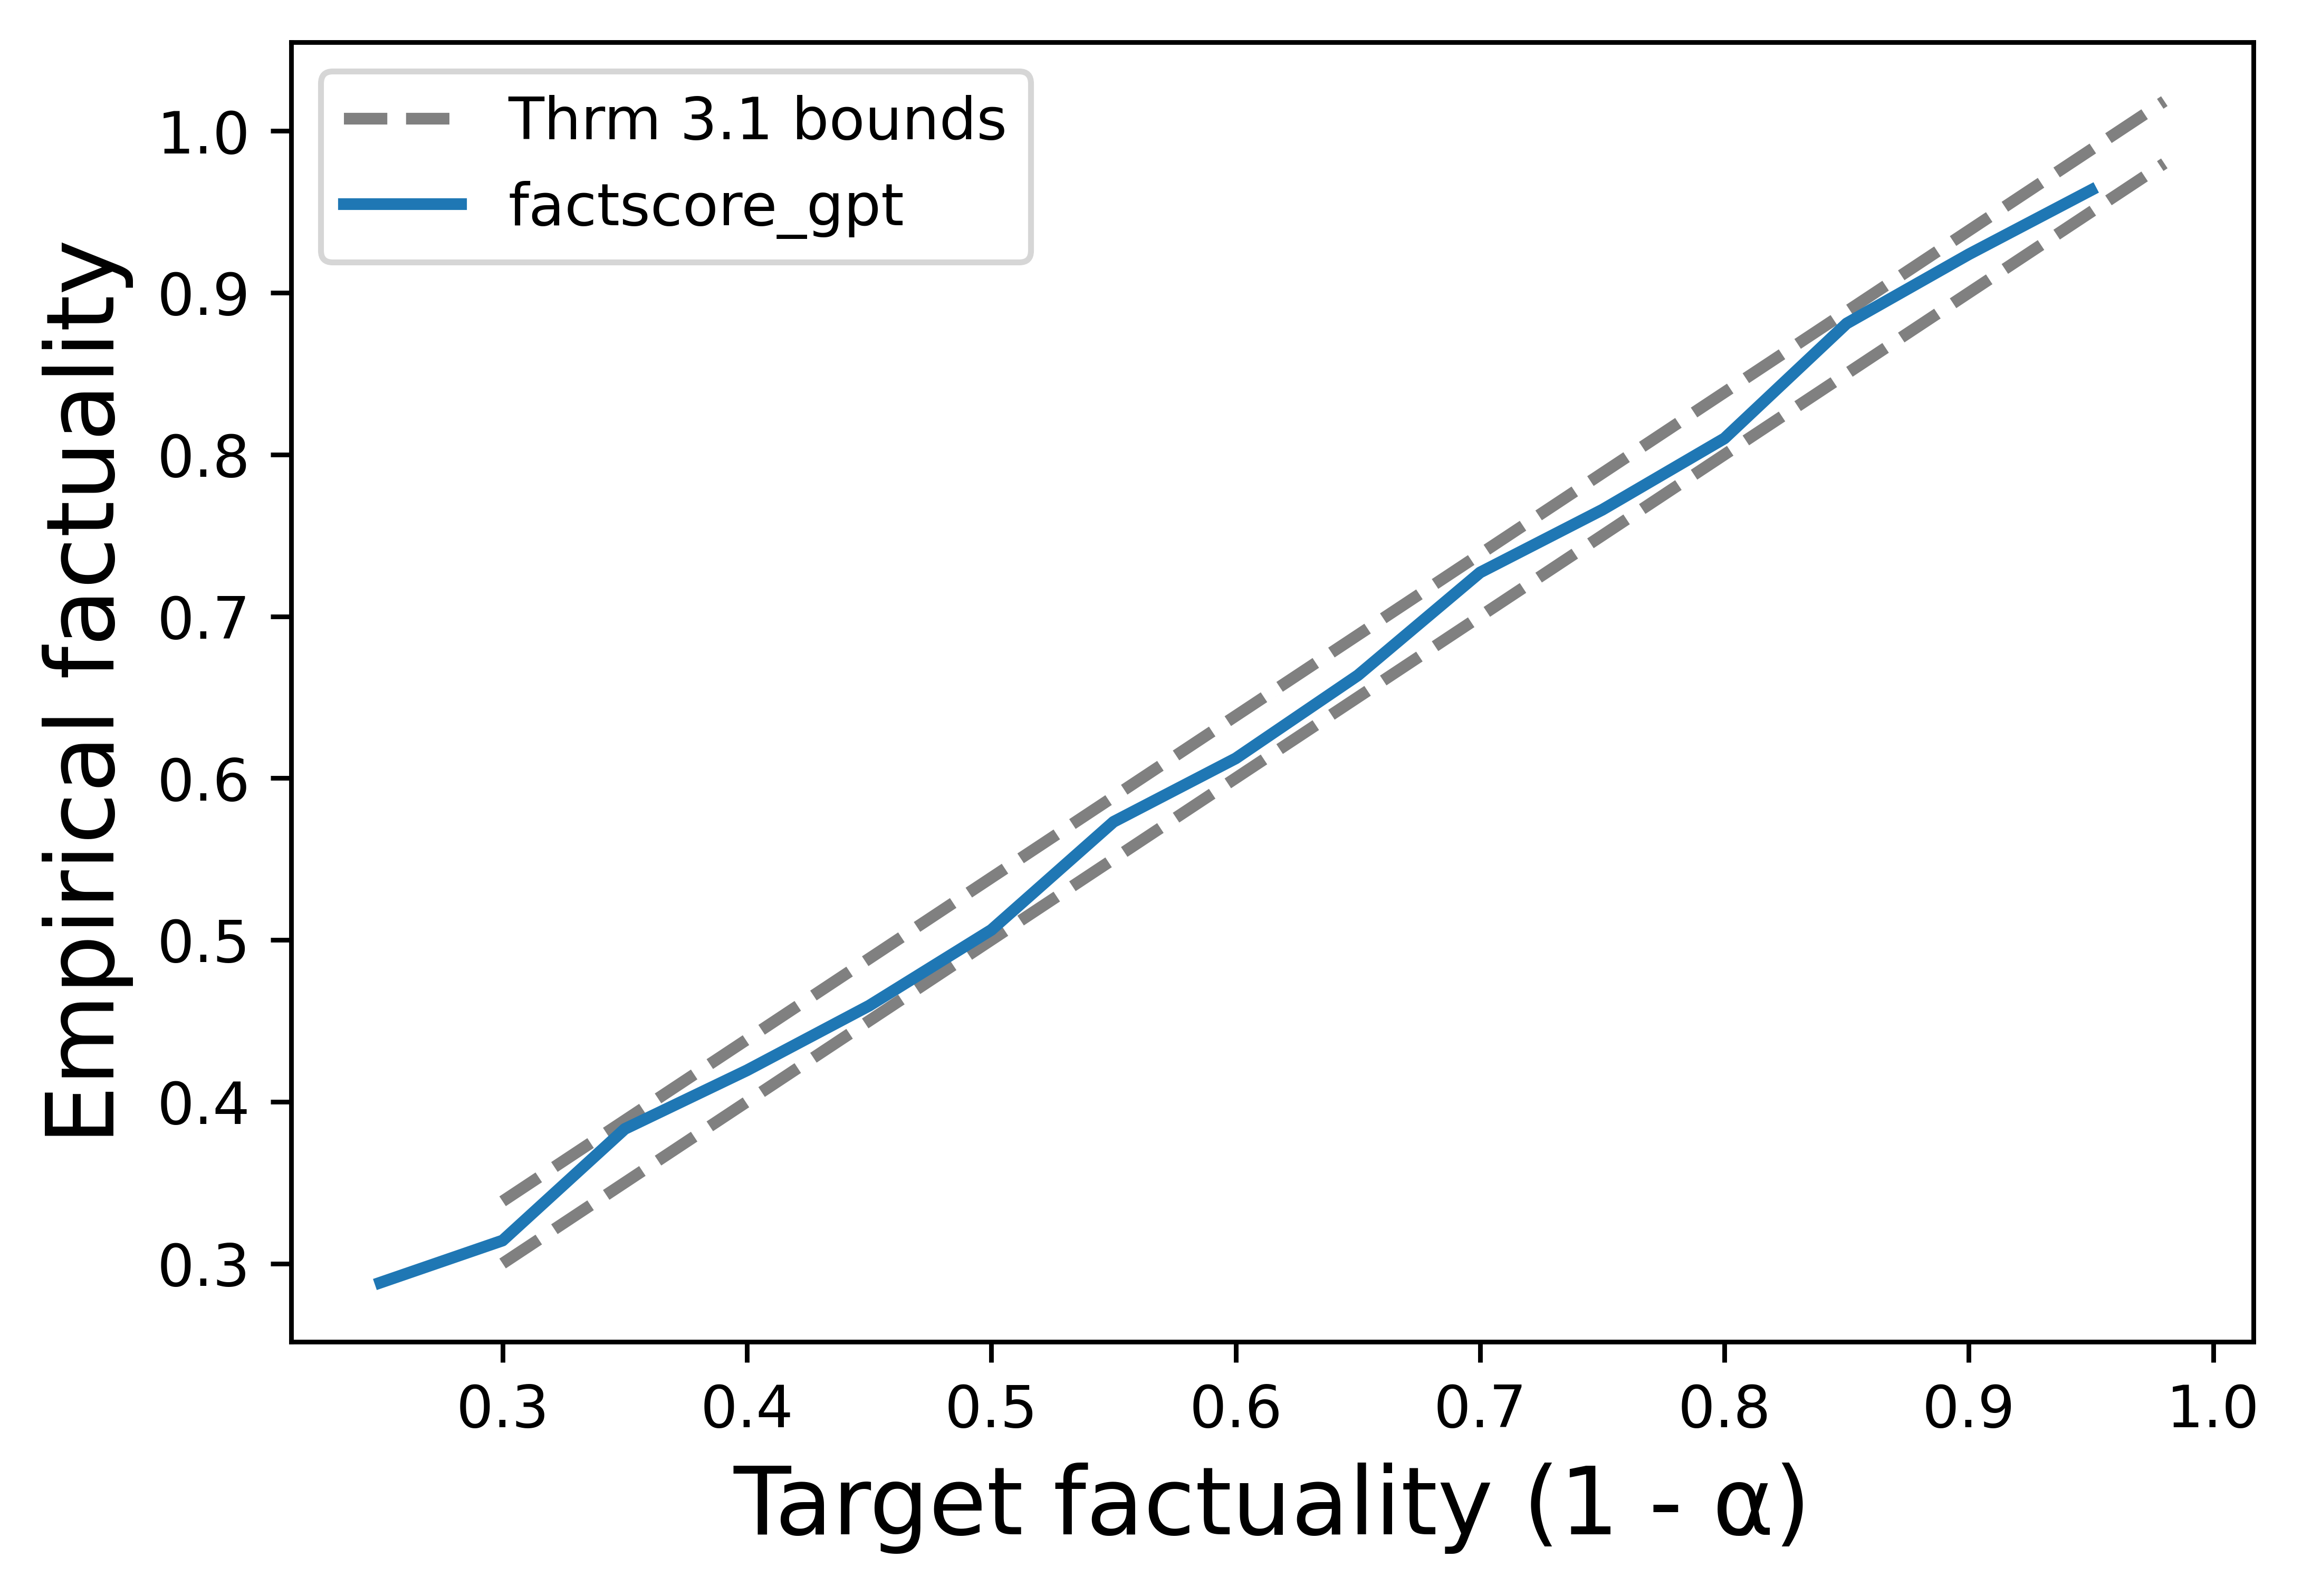 Thrm 3.1 bounds
factscore_gpt
Empirical factuality
1.0
0.9
0.8
0.7
0.6
0.5
0.4
0.3
0.3 0.4 0.5 0.6 0.7 0.8 0.9 1.0
Target factuality (1 - α)